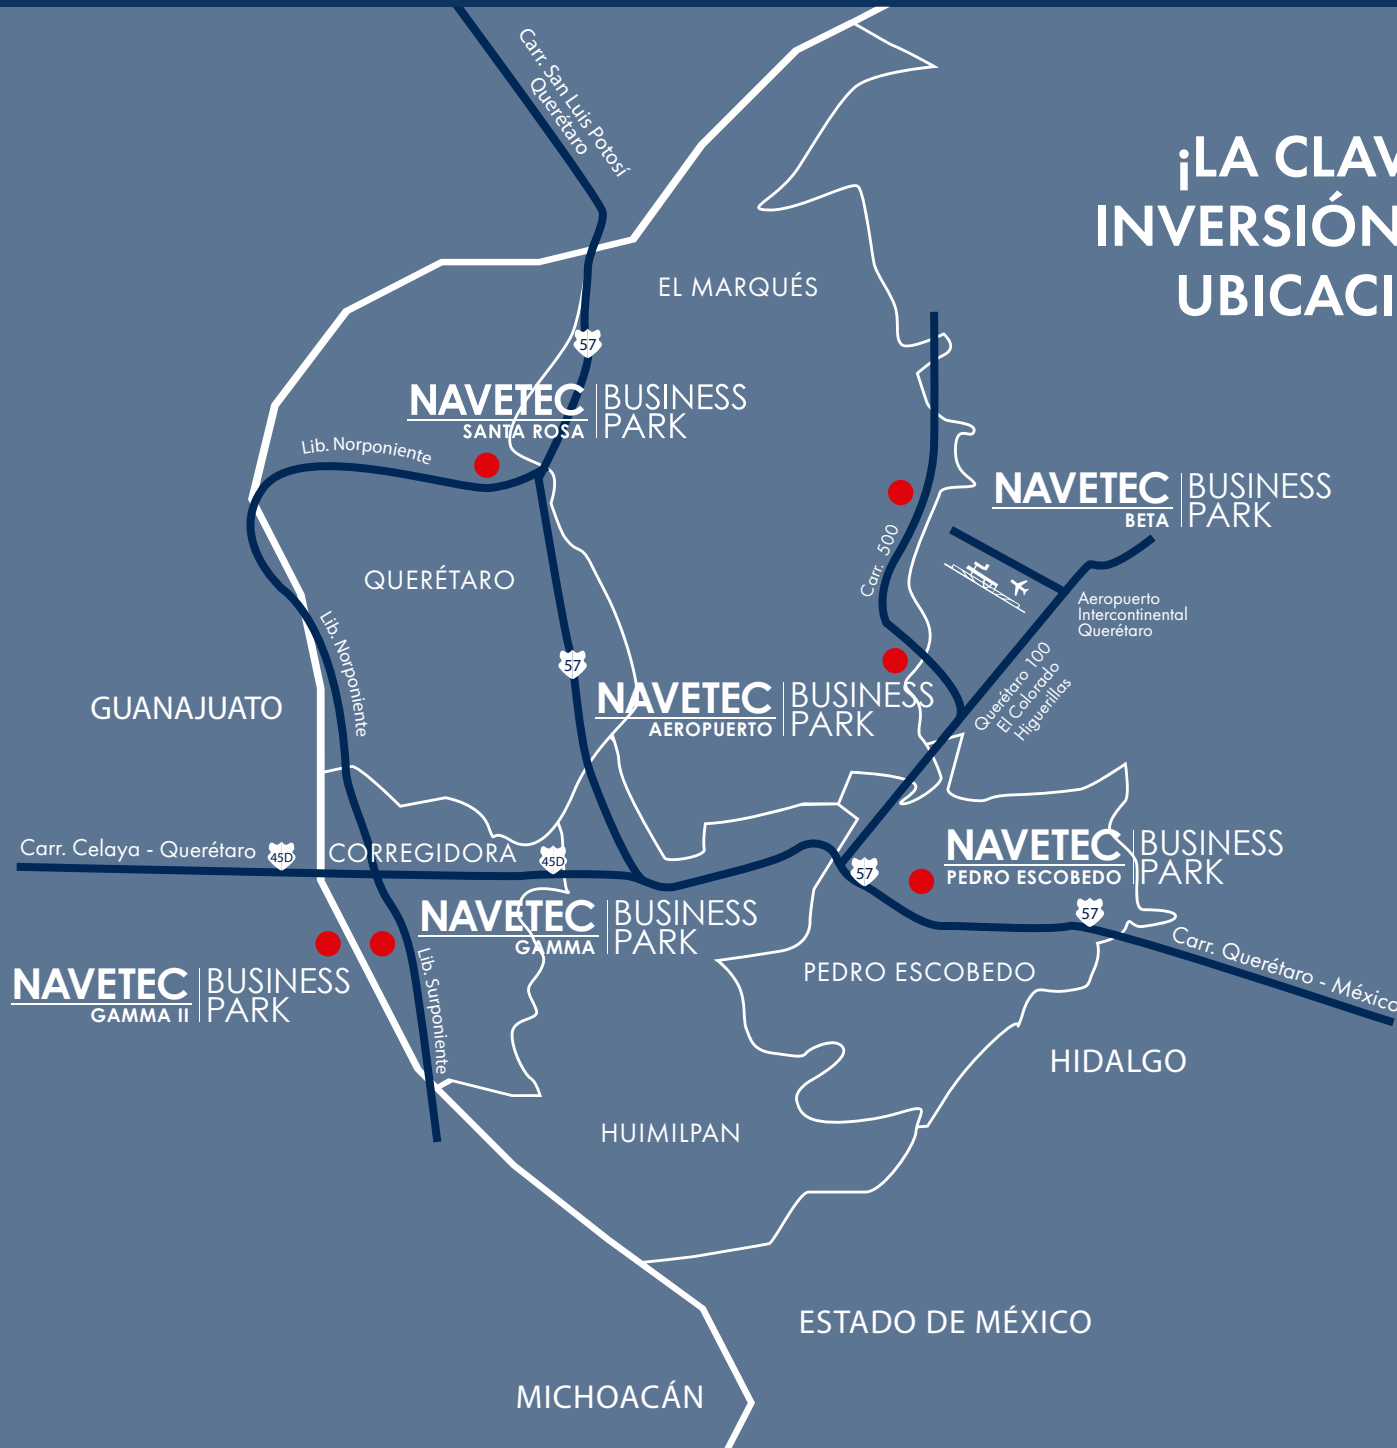 Carr. San Luis Potosí
Querétaro
¡LA CLAV
INVERSIÓN
UBICACI
EL MARQUÉS
57
NAVETEC BUSINESS
SANTA ROSA PARK
Lib. Norponiente
NAVETEC BUSINESS
BETA PARK
Carr. 500
QUERÉTARO
Aeropuerto
Intercontinental
Querétaro
Lib. Norponiente
57
Querétaro 100
El Colorado
Higuerillas
GUANAJUATO
NAVETEC BUSINESS
AEROPUERTO PARK
Carr. Celaya - Querétaro
45D
CORREGIDORA
45D
NAVETEC BUSINESS
PEDRO ESCOBEDO PARK
57
57
NAVETEC BUSINESS
GAMMA PARK
Carr. Querétaro - México
Lib. Surponiente
NAVETEC BUSINESS
GAMMA II PARK
PEDRO ESCOBEDO
HIDALGO
HUIMILPAN
ESTADO DE MÉXICO
MICHOACÁN